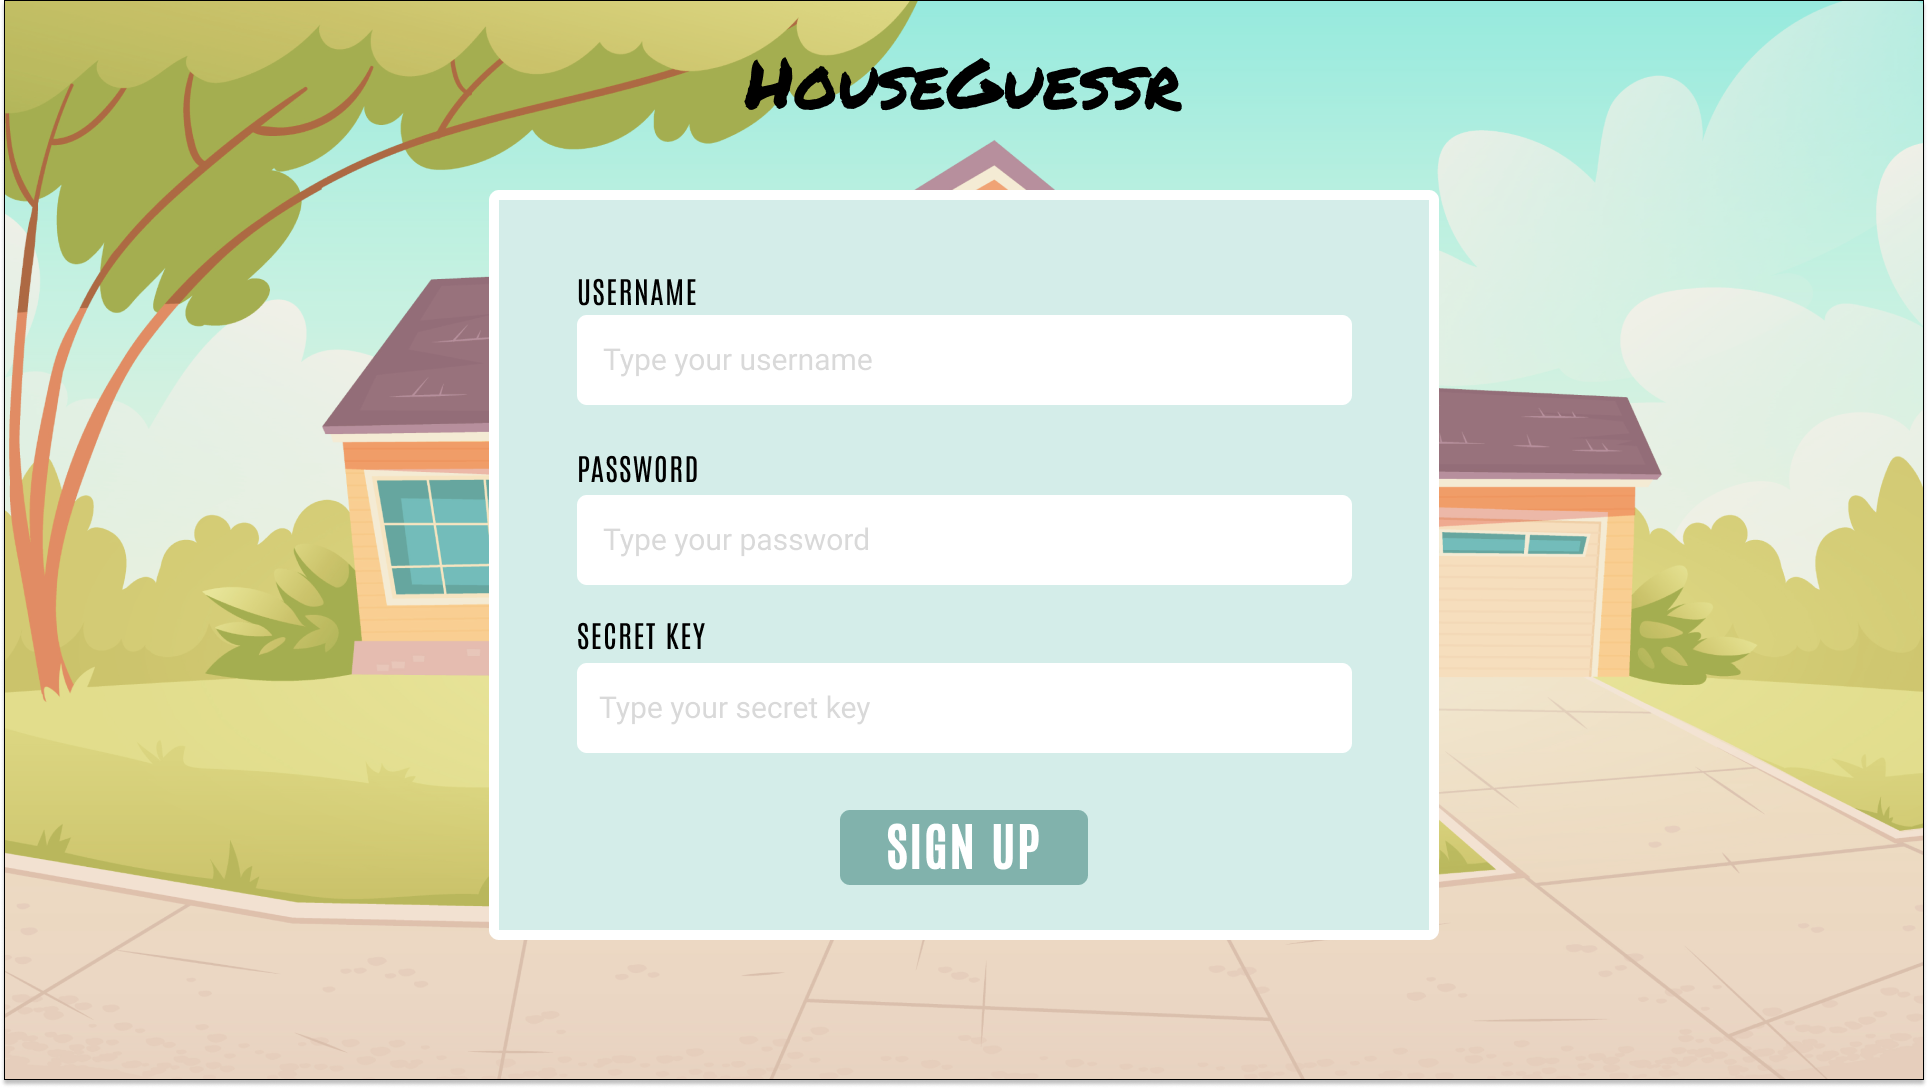 HouseGuessr
USERNAME
Type your username
PASSWORD
Type your password
SECRET KEY
Type your secret key
SIGN UP